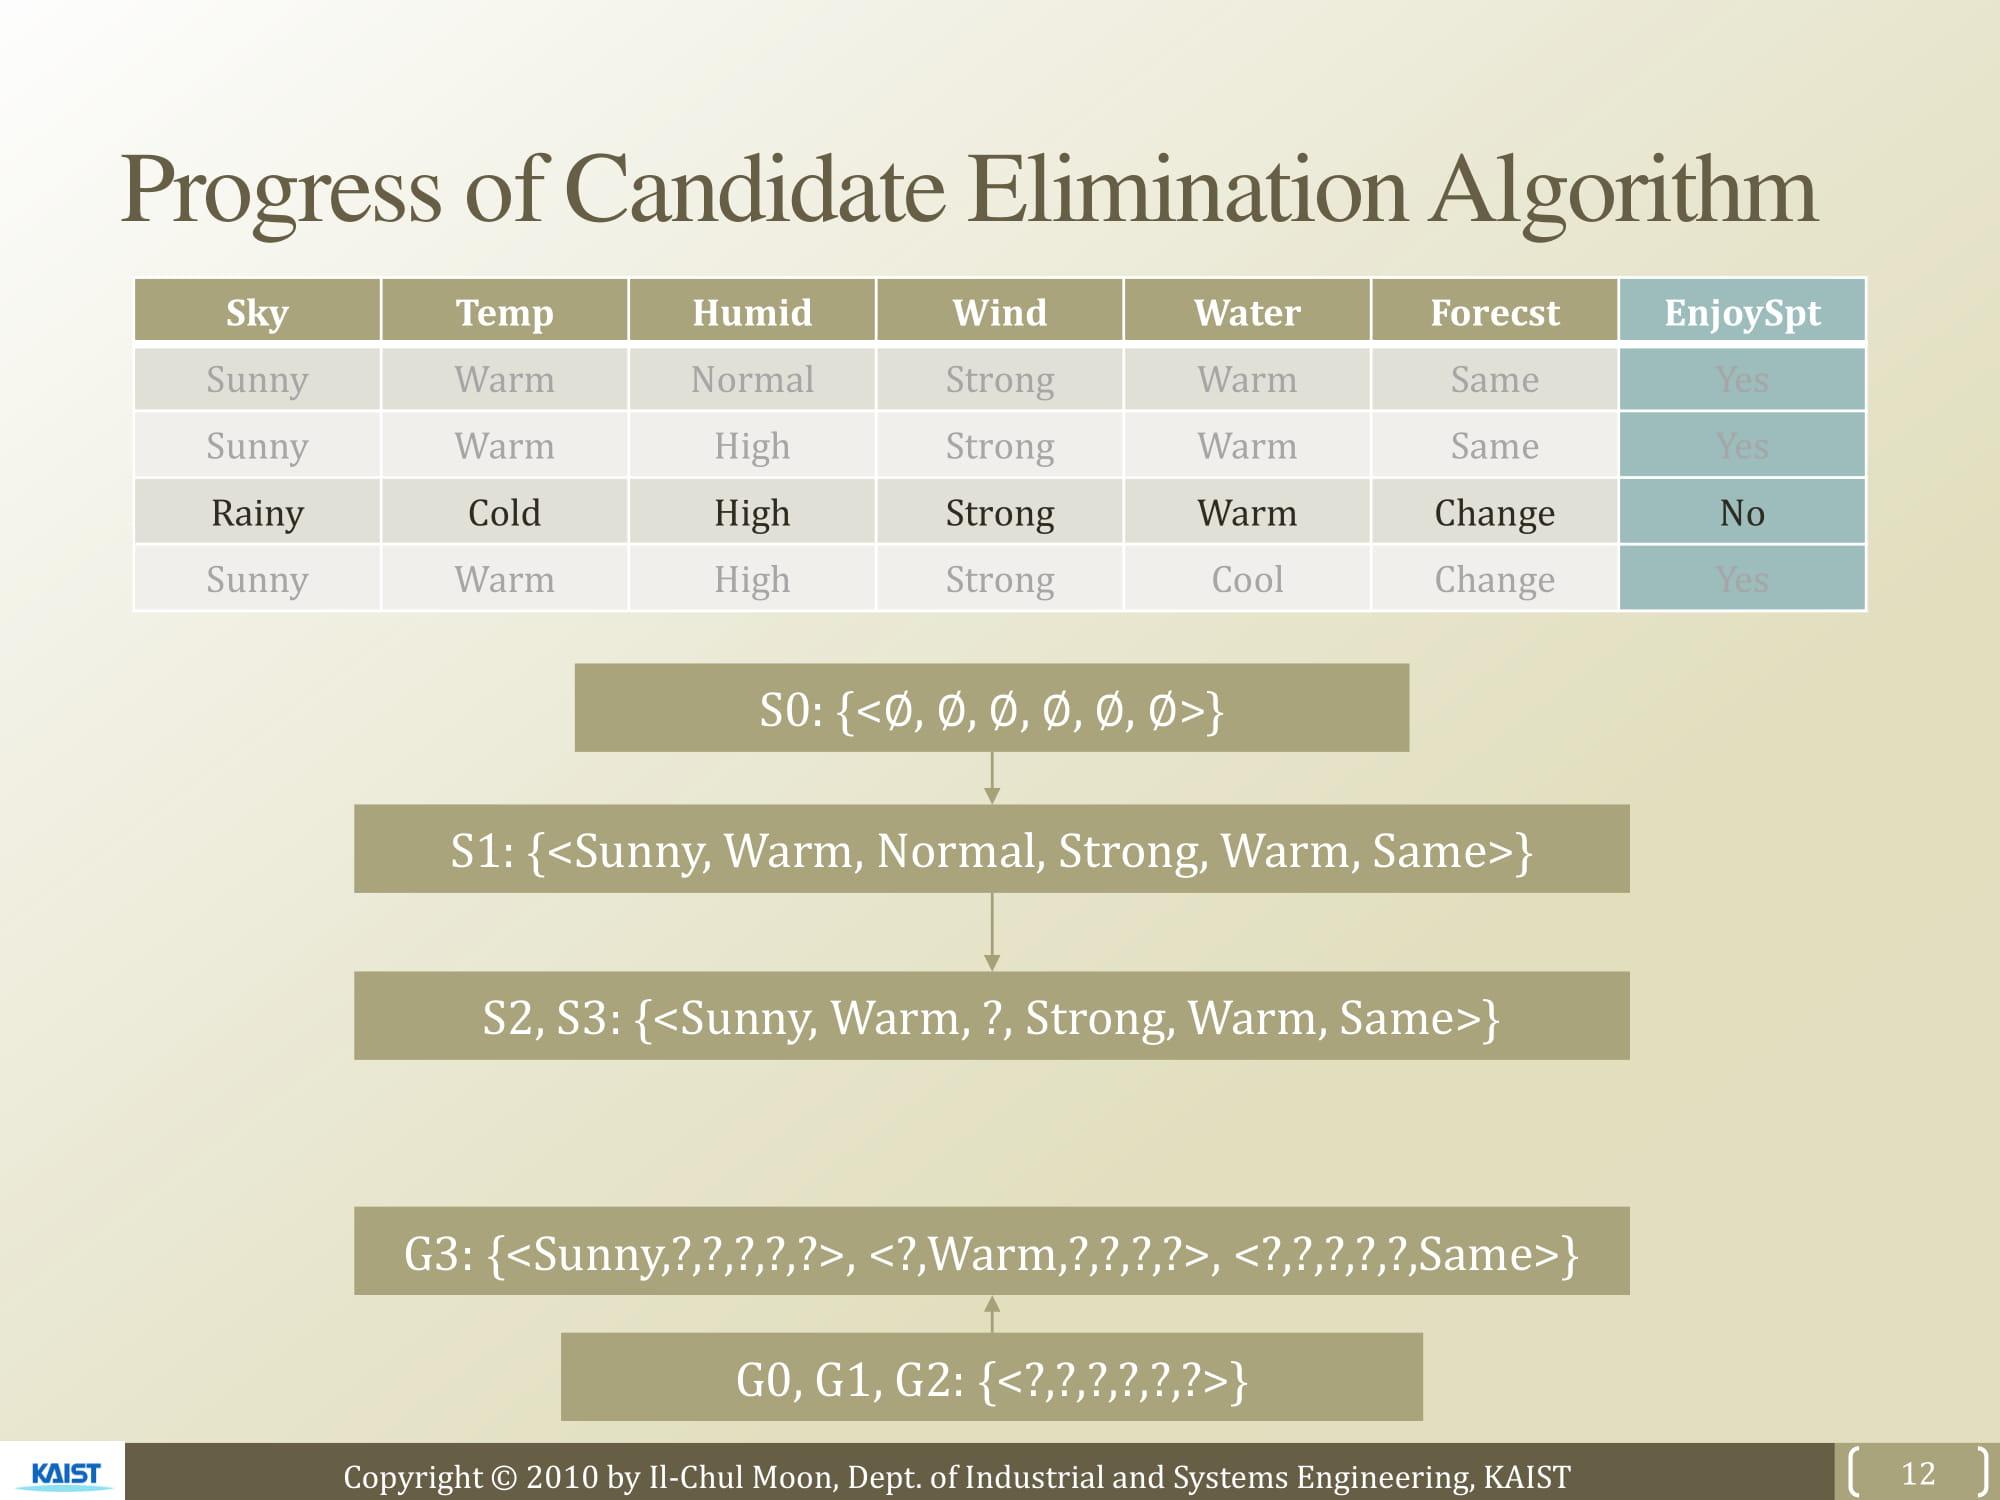 Progress of Candidate Elimination Algorithm
Sky Temp Humid Wind Water Forecst EnjoySpt
Sunny Warm Normal Strong Warm Same Yes
Sunny Warm High Strong Warm Same Yes
Rainy Cold High Strong Warm Change No
Sunny Warm High Strong Cool Change Yes
S0: {<∅, ∅, ∅, ∅, ∅, ∅>}
S1: {<Sunny, Warm, Normal, Strong, Warm, Same>}
S2, S3: {<Sunny, Warm, ?, Strong, Warm, Same>}
G3: {<Sunny,?,?,?,?,?>, <?,Warm,?,?,?,?>, <?,?,?,?,?,Same>}
G0, G1, G2: {<?,?,?,?,?,?>}
KAIST
Copyright © 2010 by Il-Chul Moon, Dept. of Industrial and Systems Engineering, KAIST
12